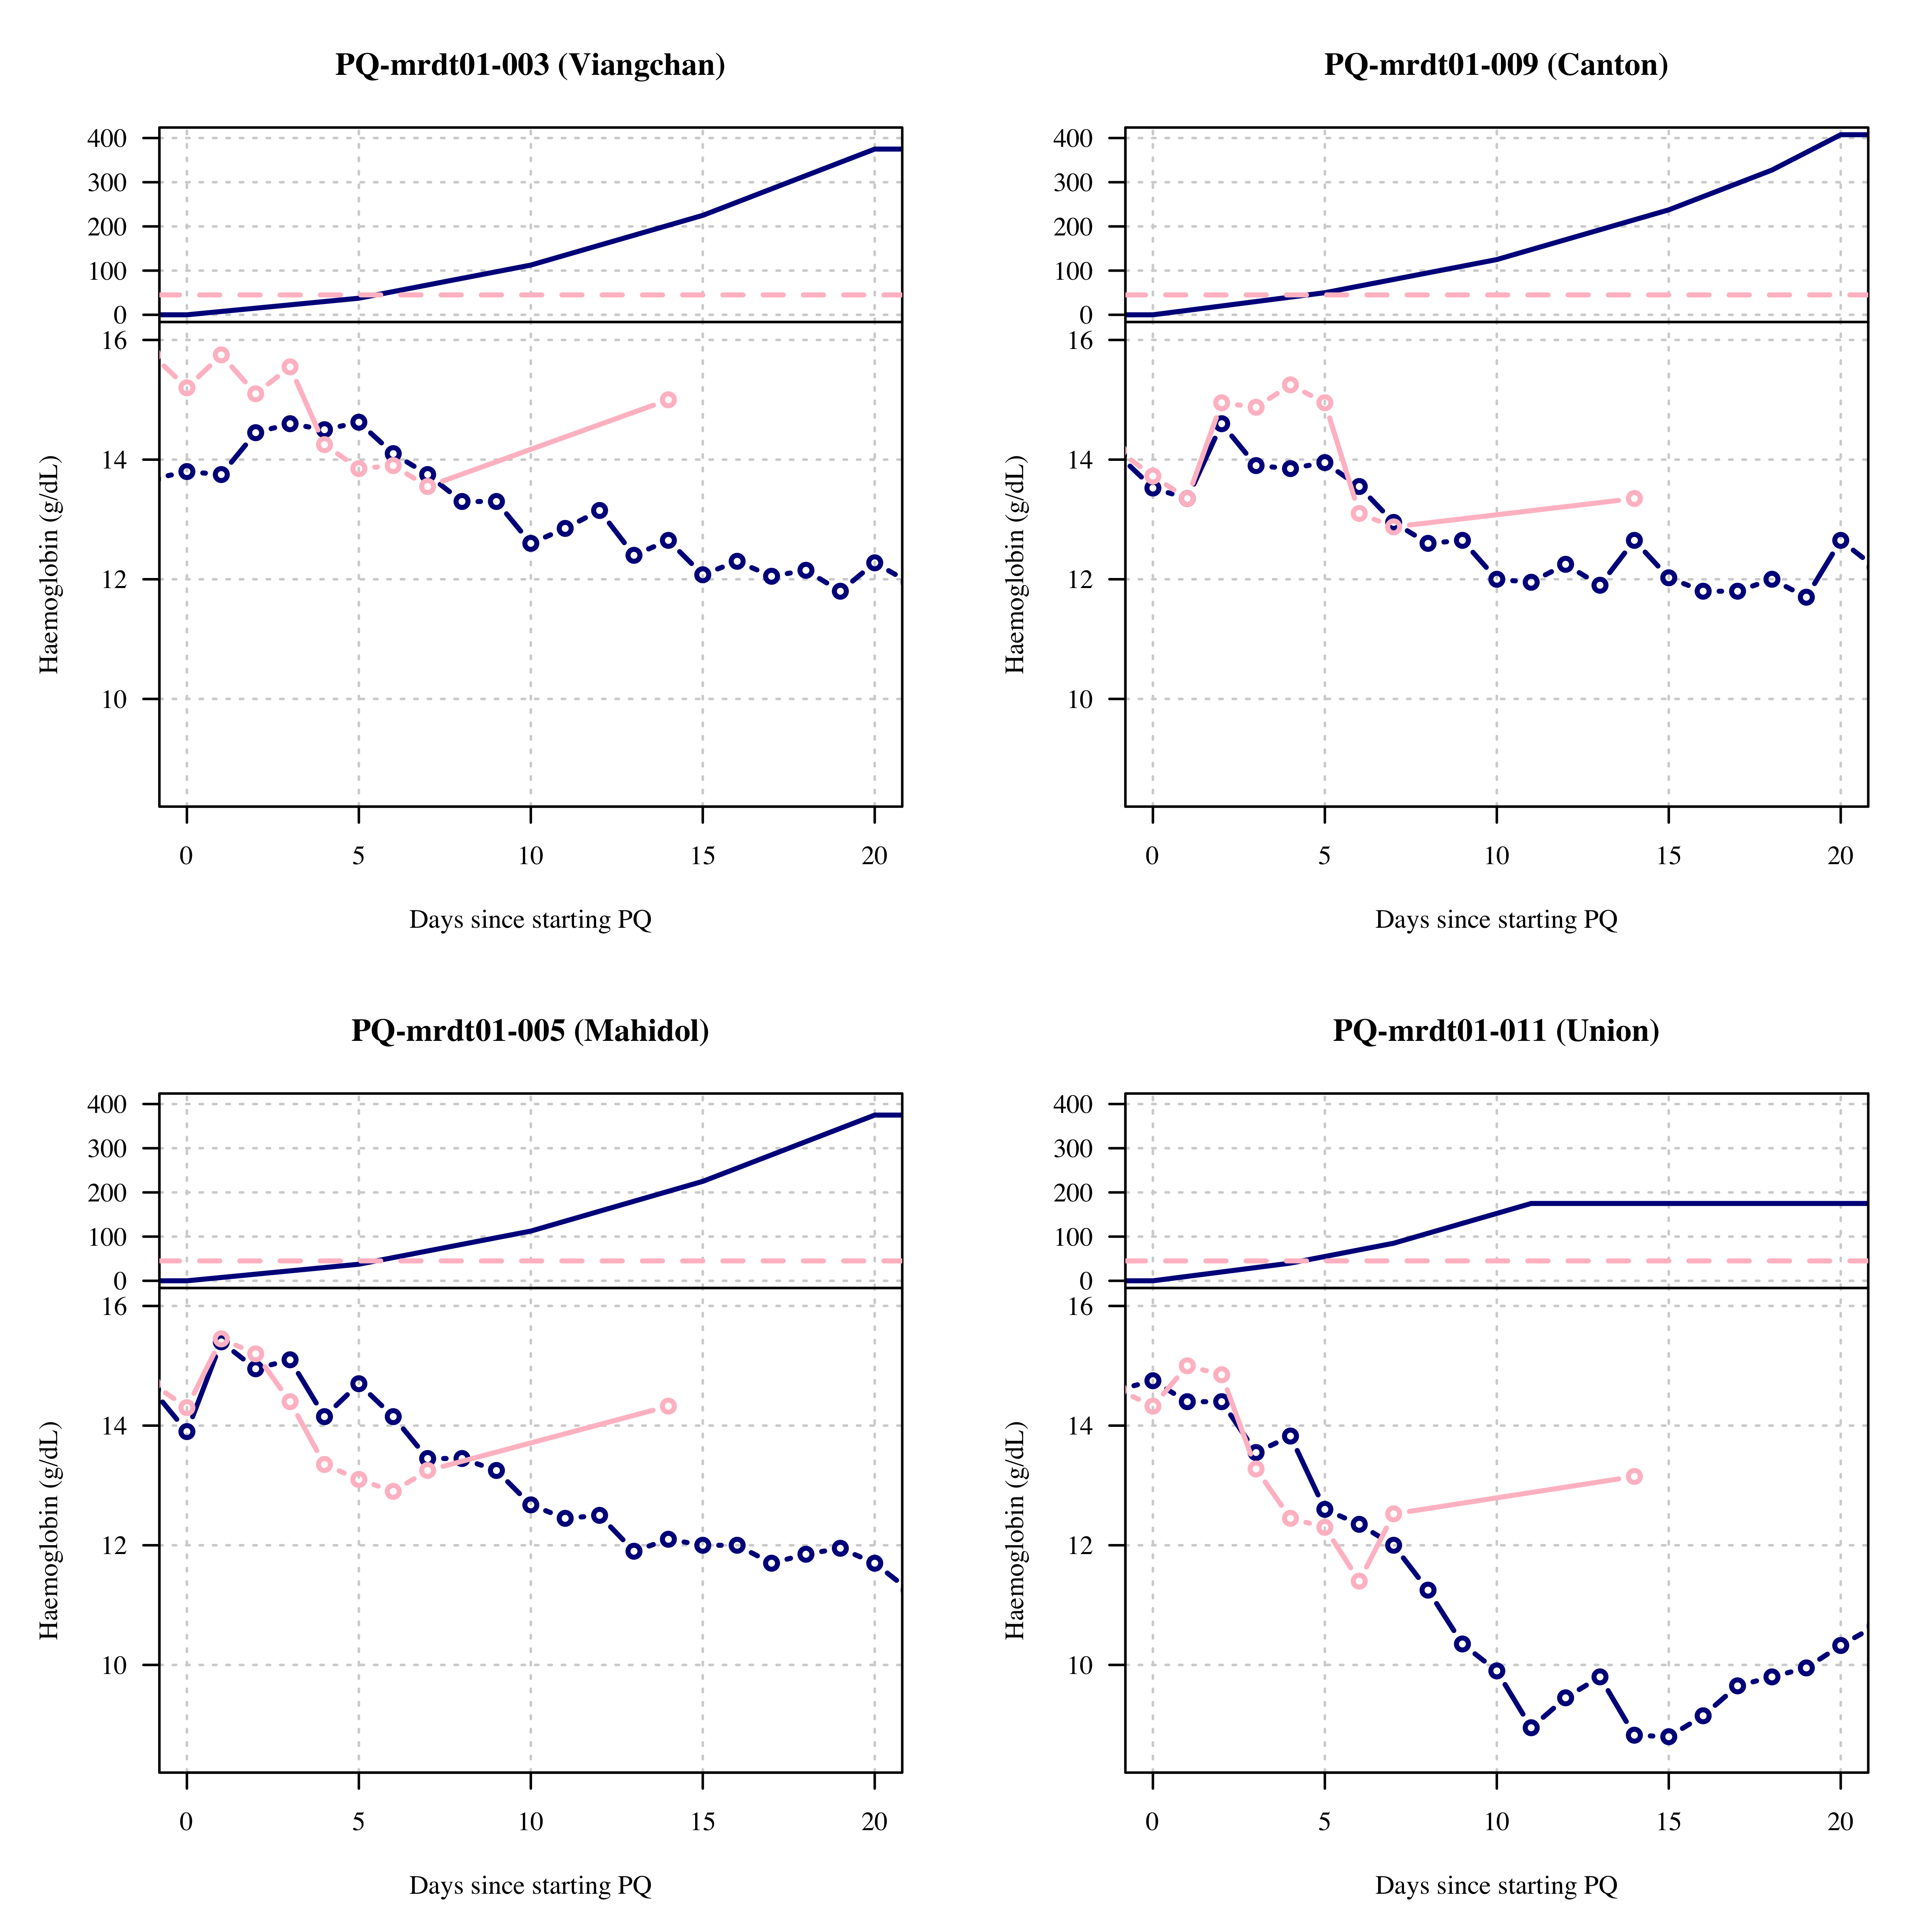 PQ-mrdt01-003 (Viangchan)
400
300
200
100
0
16
14
12
10
Haemoglobin (g/dL)
0 5 10 15 20
Days since starting PQ
PQ-mrdt01-009 (Canton)
400
300
200
100
0
16
14
12
10
Haemoglobin (g/dL)
0 5 10 15 20
Days since starting PQ
PQ-mrdt01-005 (Mahidol)
400
300
200
100
0
16
14
12
10
Haemoglobin (g/dL)
0 5 10 15 20
Days since starting PQ
PQ-mrdt01-011 (Union)
400
300
200
100
0
16
14
12
10
Haemoglobin (g/dL)
0 5 10 15 20
Days since starting PQ